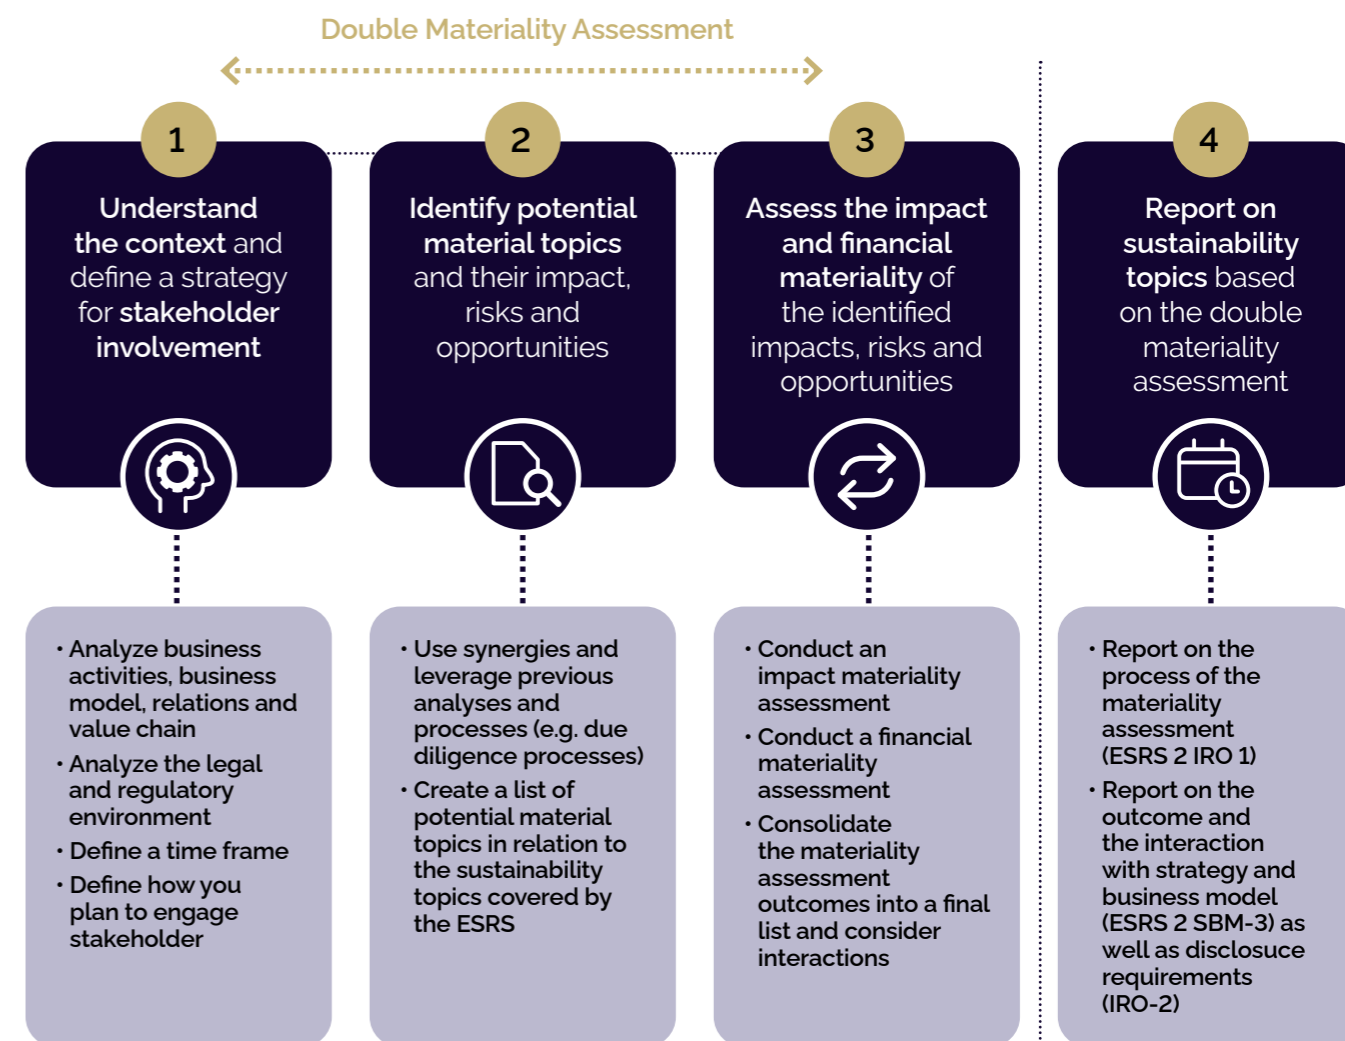 Double Materiality Assessment
1
Understand
the context and
define a strategy
for stakeholder
involvement
2
Identify potential
material topics
and their impact,
risks and
opportunities
3
Assess the impact
and financial
materiality of
the identified
impacts, risks and
opportunities
4
Report on
sustainability
topics based
on the double
materiality
assessment
• Analyze business
activities, business
model, relations and
value chain
• Analyze the legal
and regulatory
environment
• Define a time frame
• Define how you
plan to engage
stakeholder
• Use synergies and
leverage previous
analyses and
processes (e.g. due
diligence processes)
• Create a list of
potential material
topics in relation to
the sustainability
topics covered by
the ESRS
• Conduct an
impact materiality
assessment
• Conduct a financial
materiality
assessment
• Consolidate
the materiality
assessment
outcomes into a final
list and consider
interactions
• Report on the
process of the
materiality
assessment
(ESRS 2 IRO 1)
• Report on the
outcome and
the interaction
with strategy and
business model
(ESRS 2 SBM-3) as
well as disclosuce
requirements
(IRO-2)